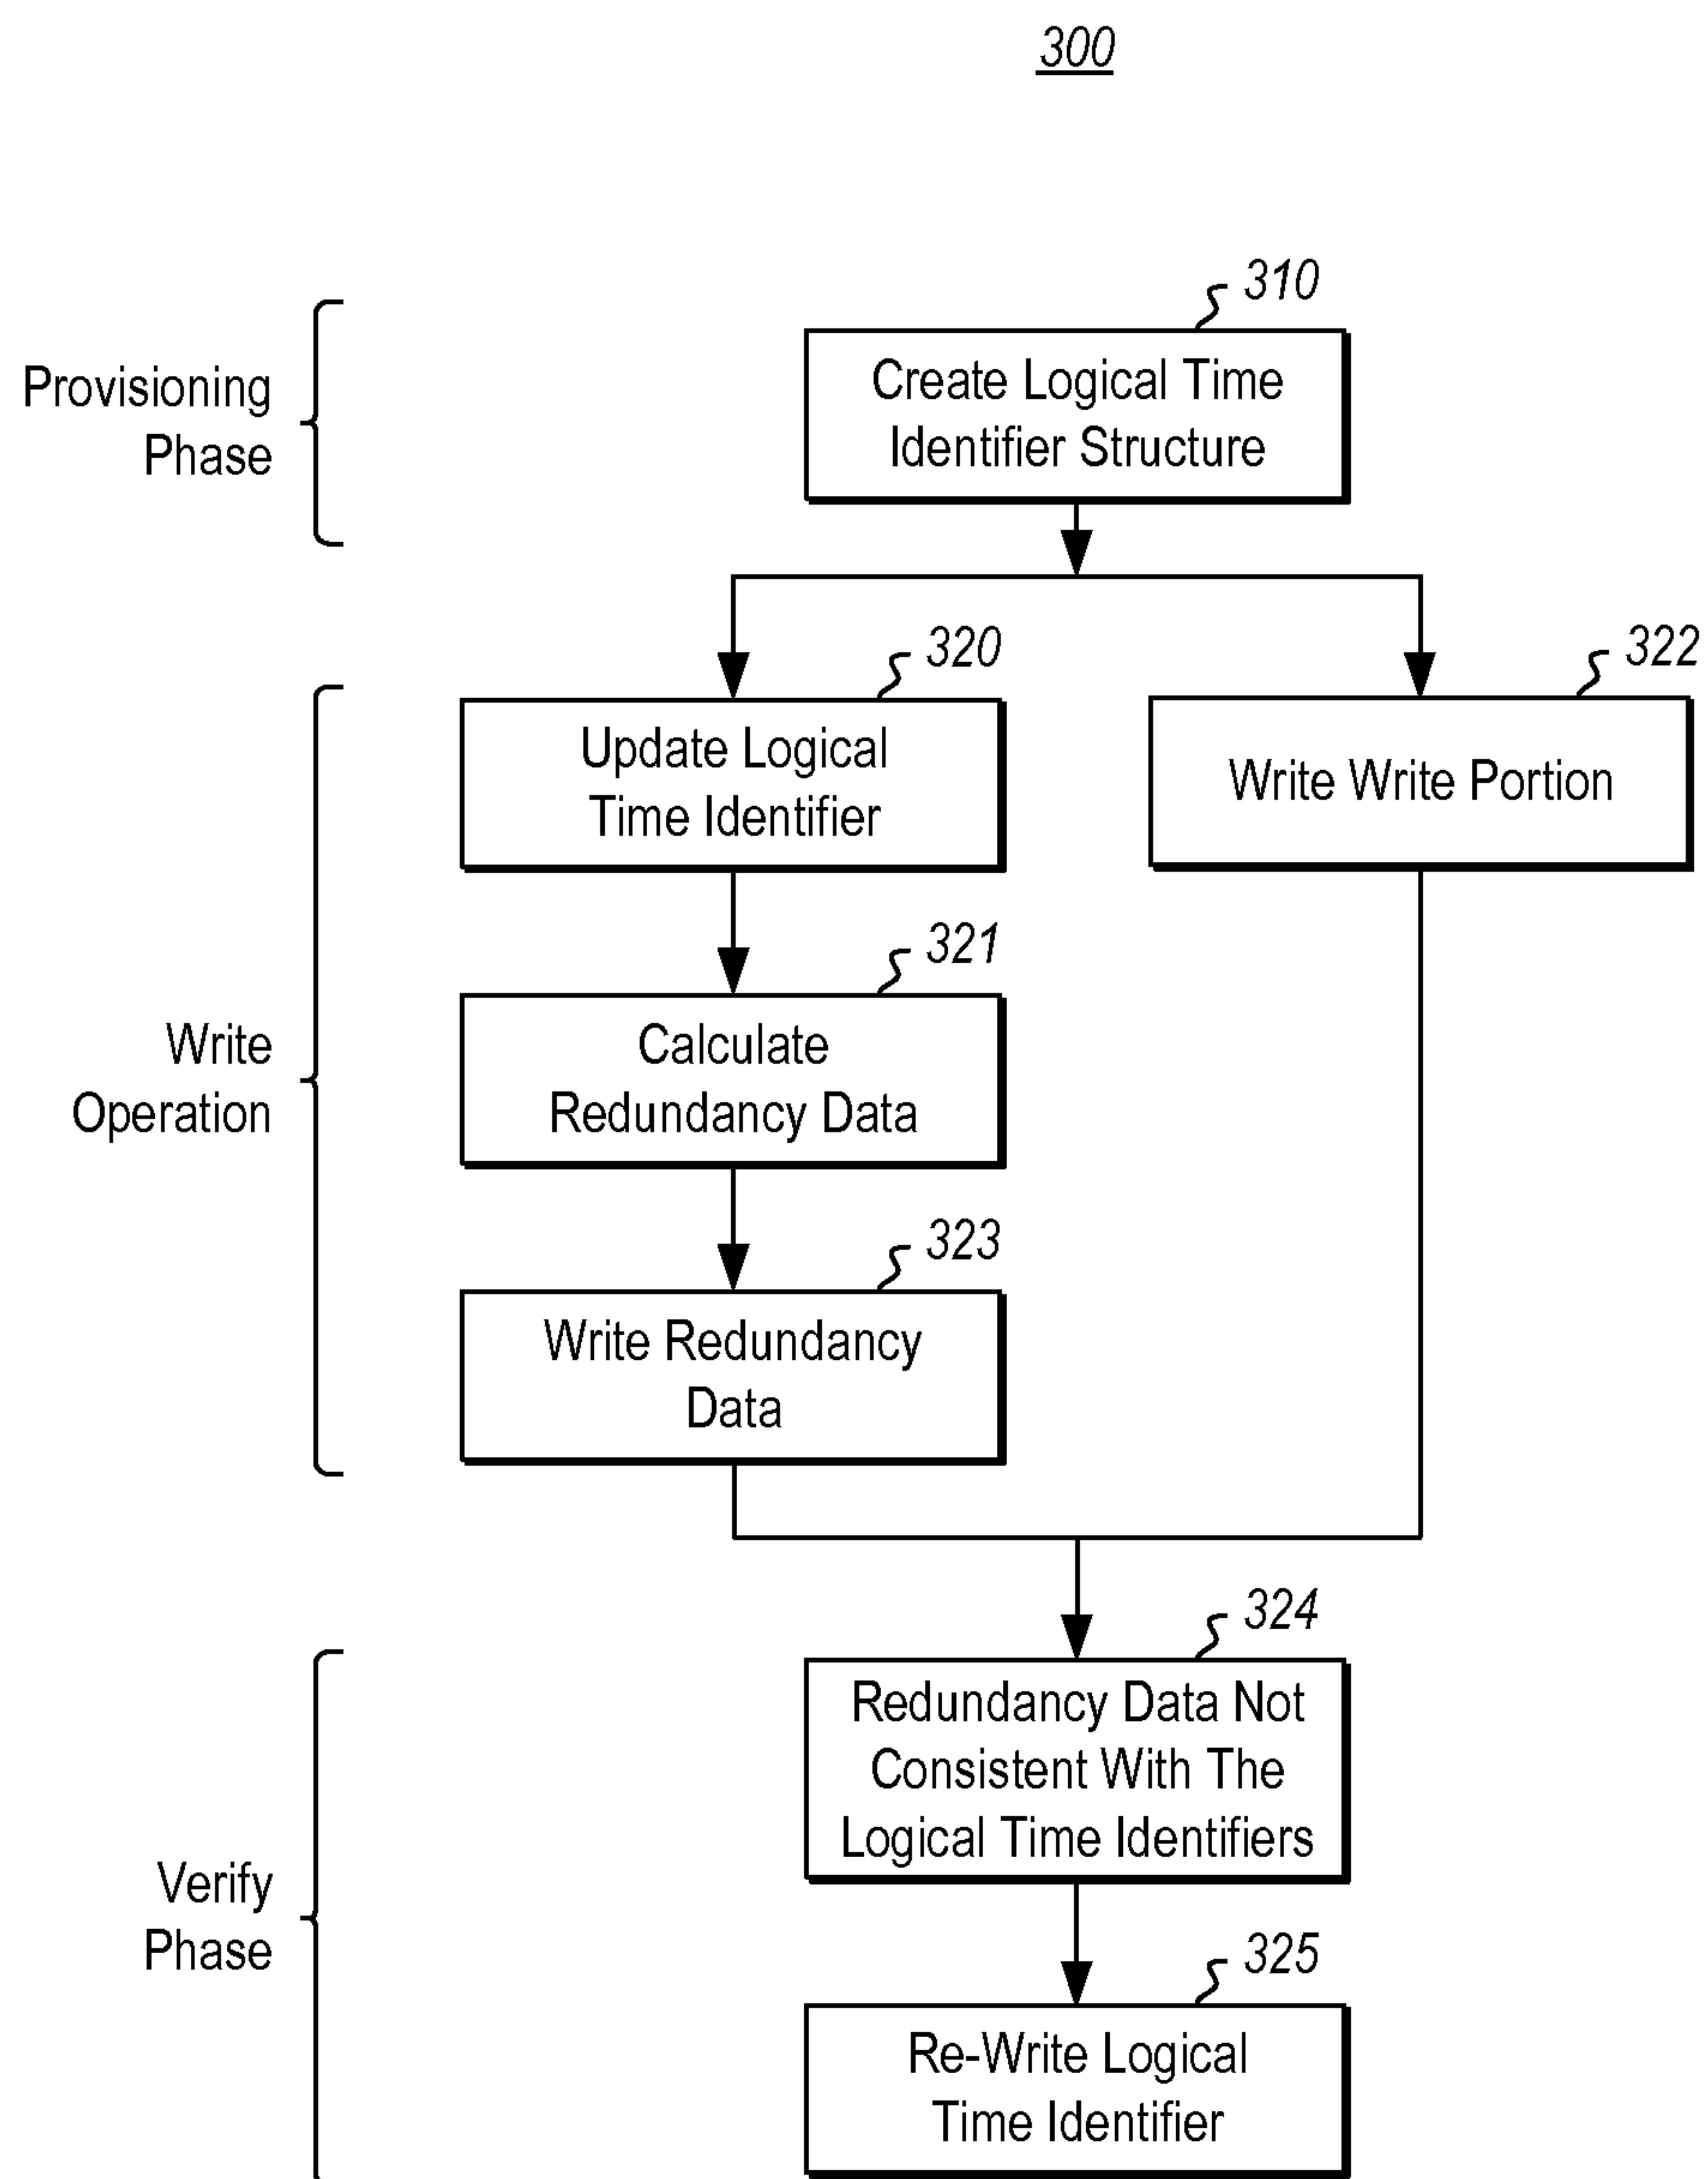 300
310
Provisioning
Phase
Create Logical Time
Identifier Structure
320
322
Update Logical
Time Identifier
Write Write Portion
321
Write
Operation
Calculate
Redundancy Data
323
Write Redundancy
Data
324
Redundancy Data Not
Consistent With The
Logical Time Identifiers
Verify
Phase
325
Re-Write Logical
Time Identifier